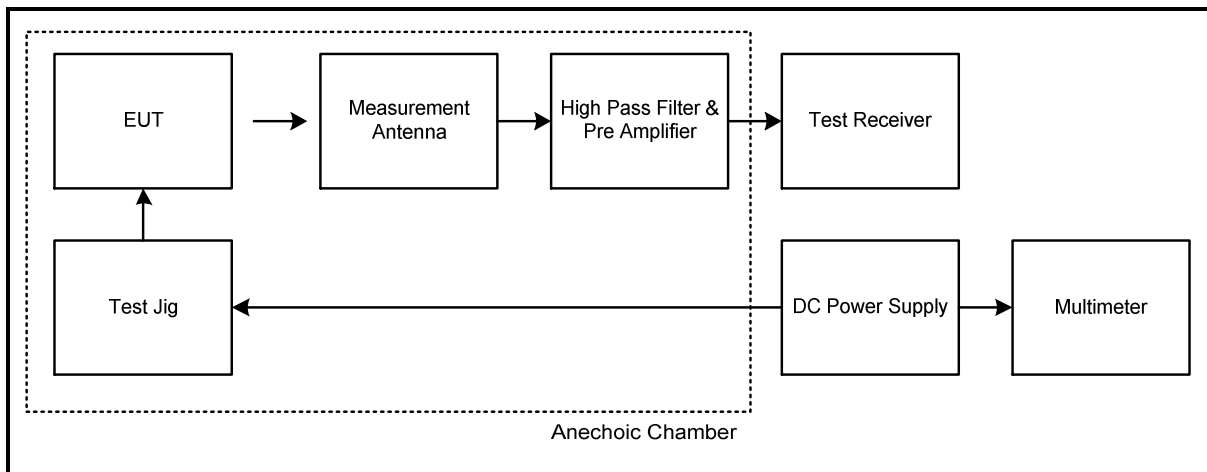 EUT
Measurement
Antenna
High Pass Filter &
Pre Amplifier
Test Receiver
Test Jig
DC Power Supply
Multimeter
Anechoic Chamber